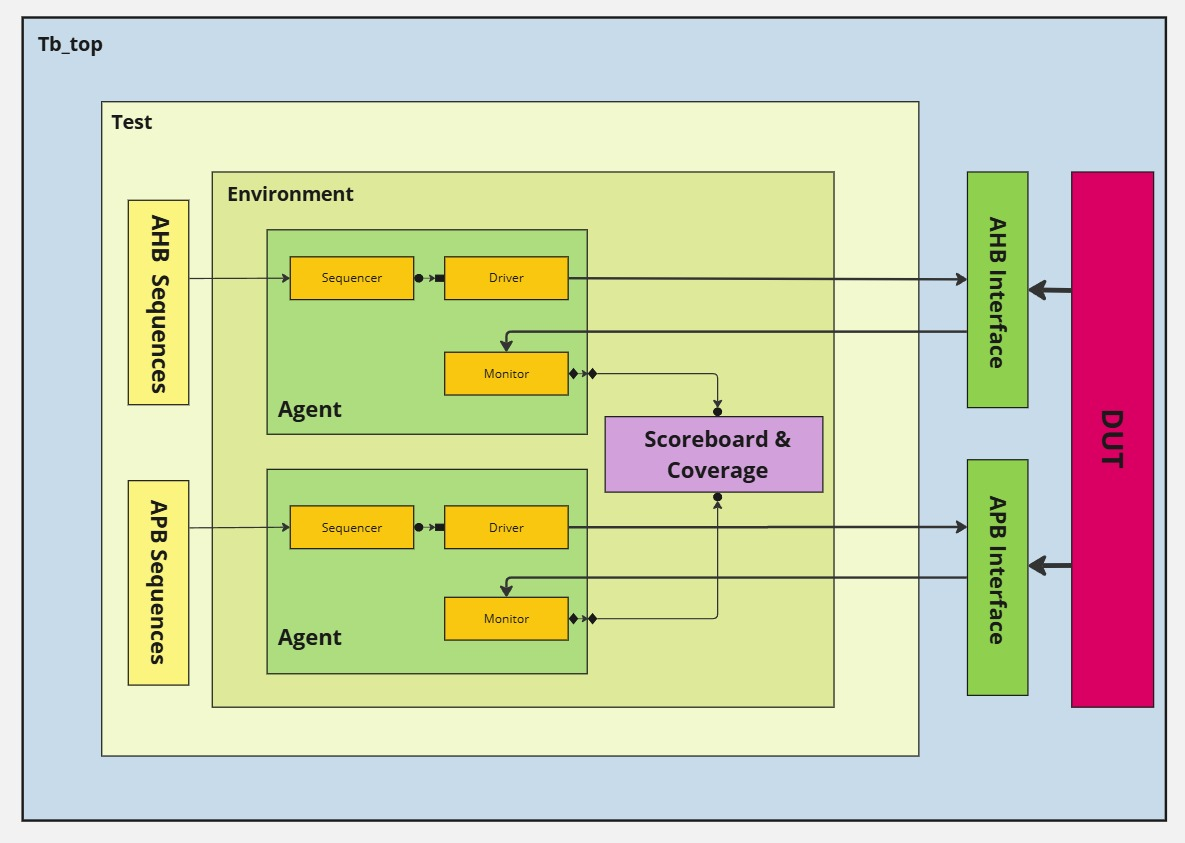 Tb_top
Test
Environment
AHB Sequences
Sequencer
Driver
Monitor
Agent
Scoreboard &
Coverage
APB Sequences
Sequencer
Driver
Monitor
Agent
AHB Interface
APB Interface
DUT